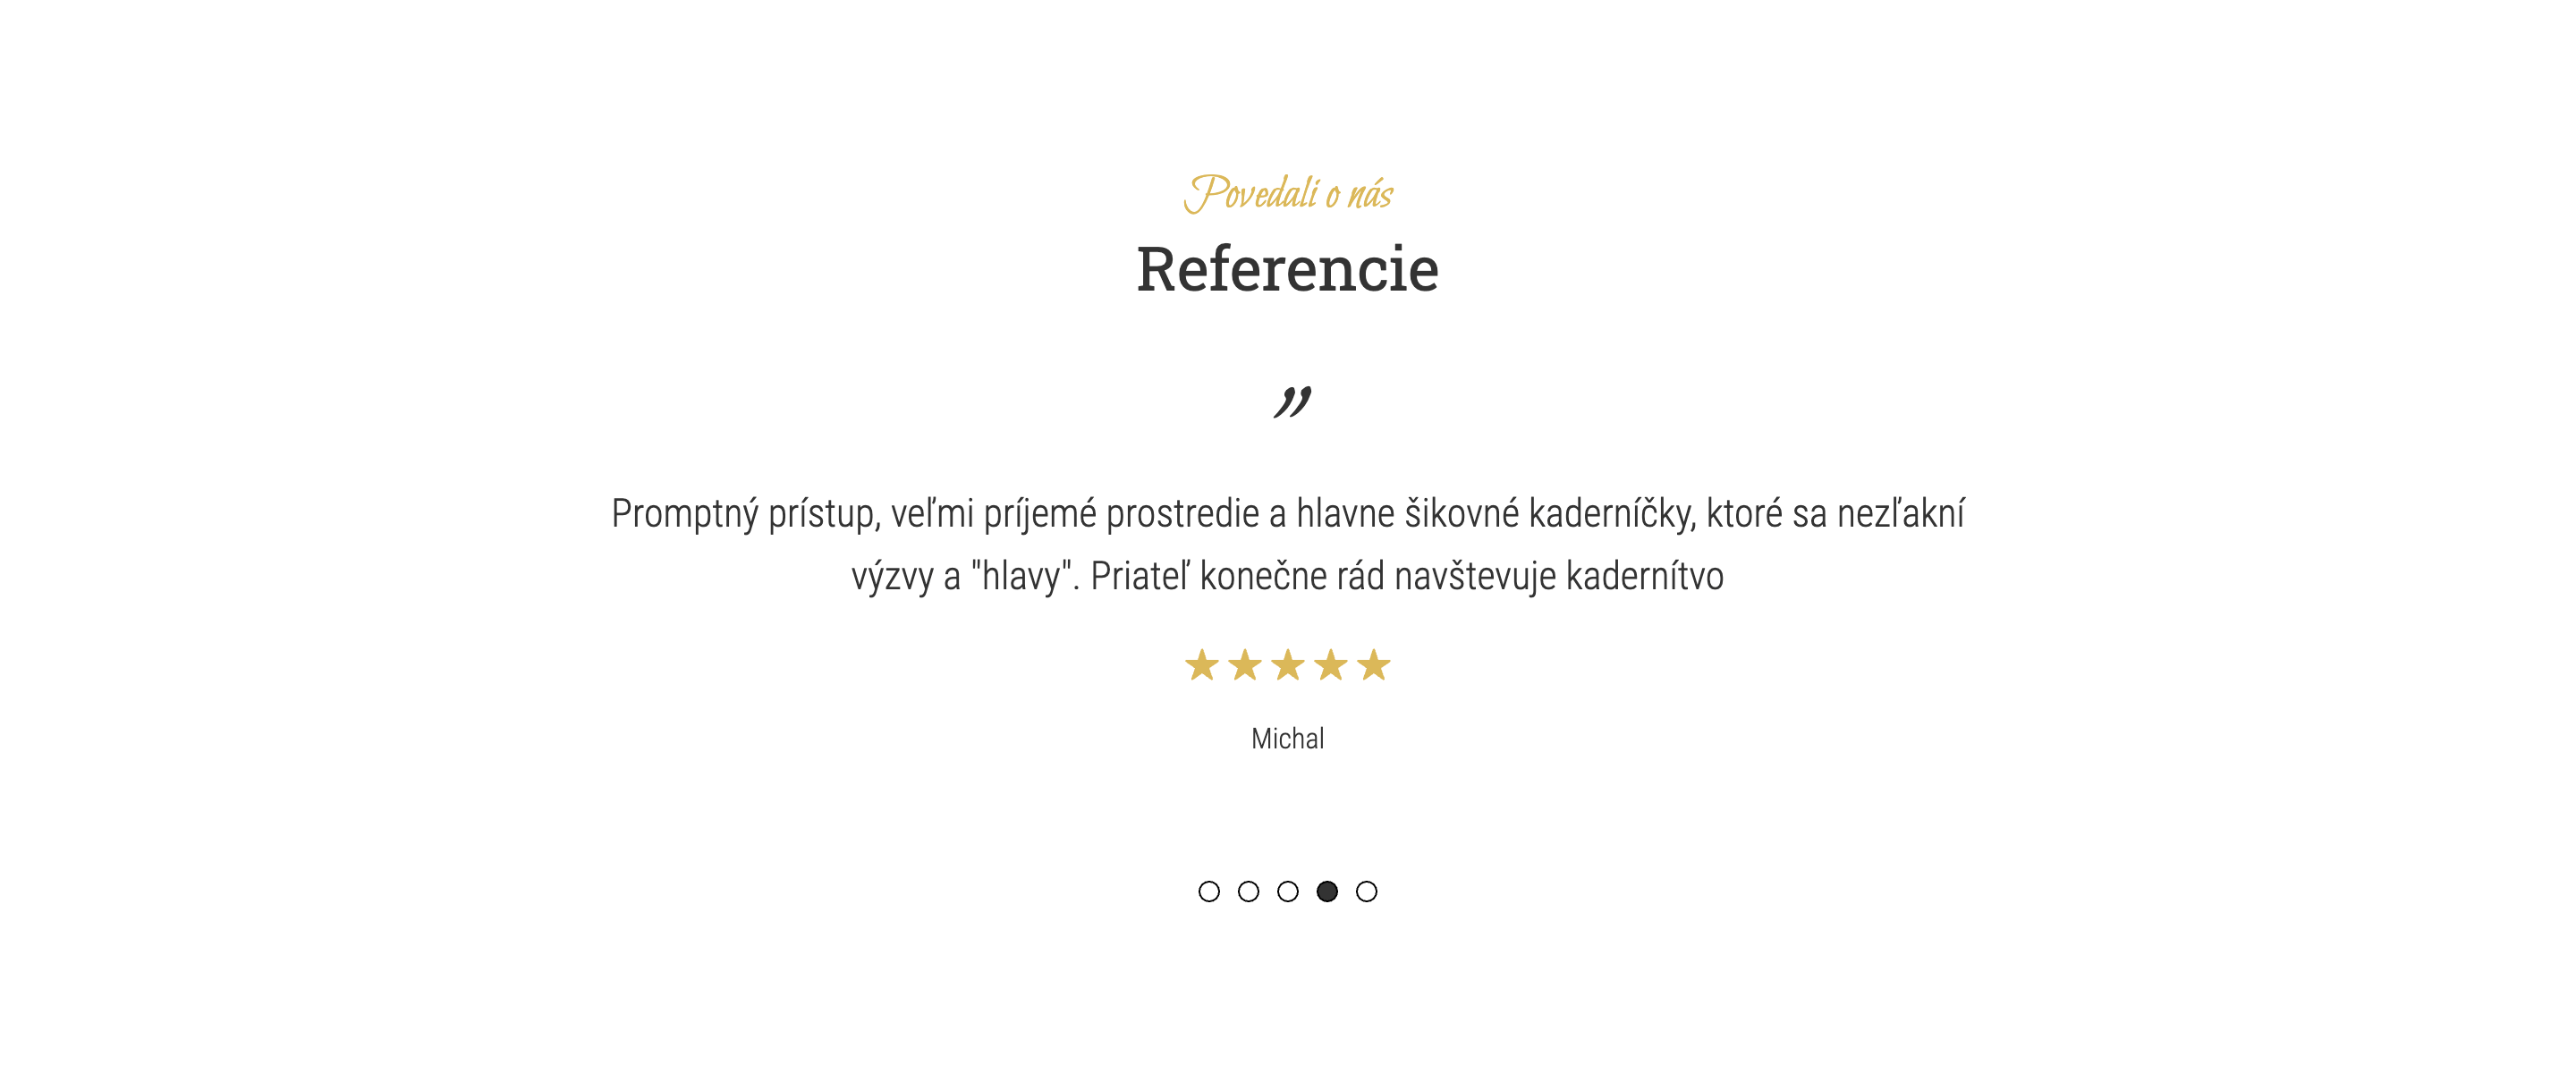 Povedali o nás
Referencie
”
Promptný prístup, veľmi príjemé prostredie a hlavne šikovné kaderníčky, ktoré sa nezľakní
výzvy a "hlavy". Priateľ konečne rád navštevuje kadernítvo
Michal